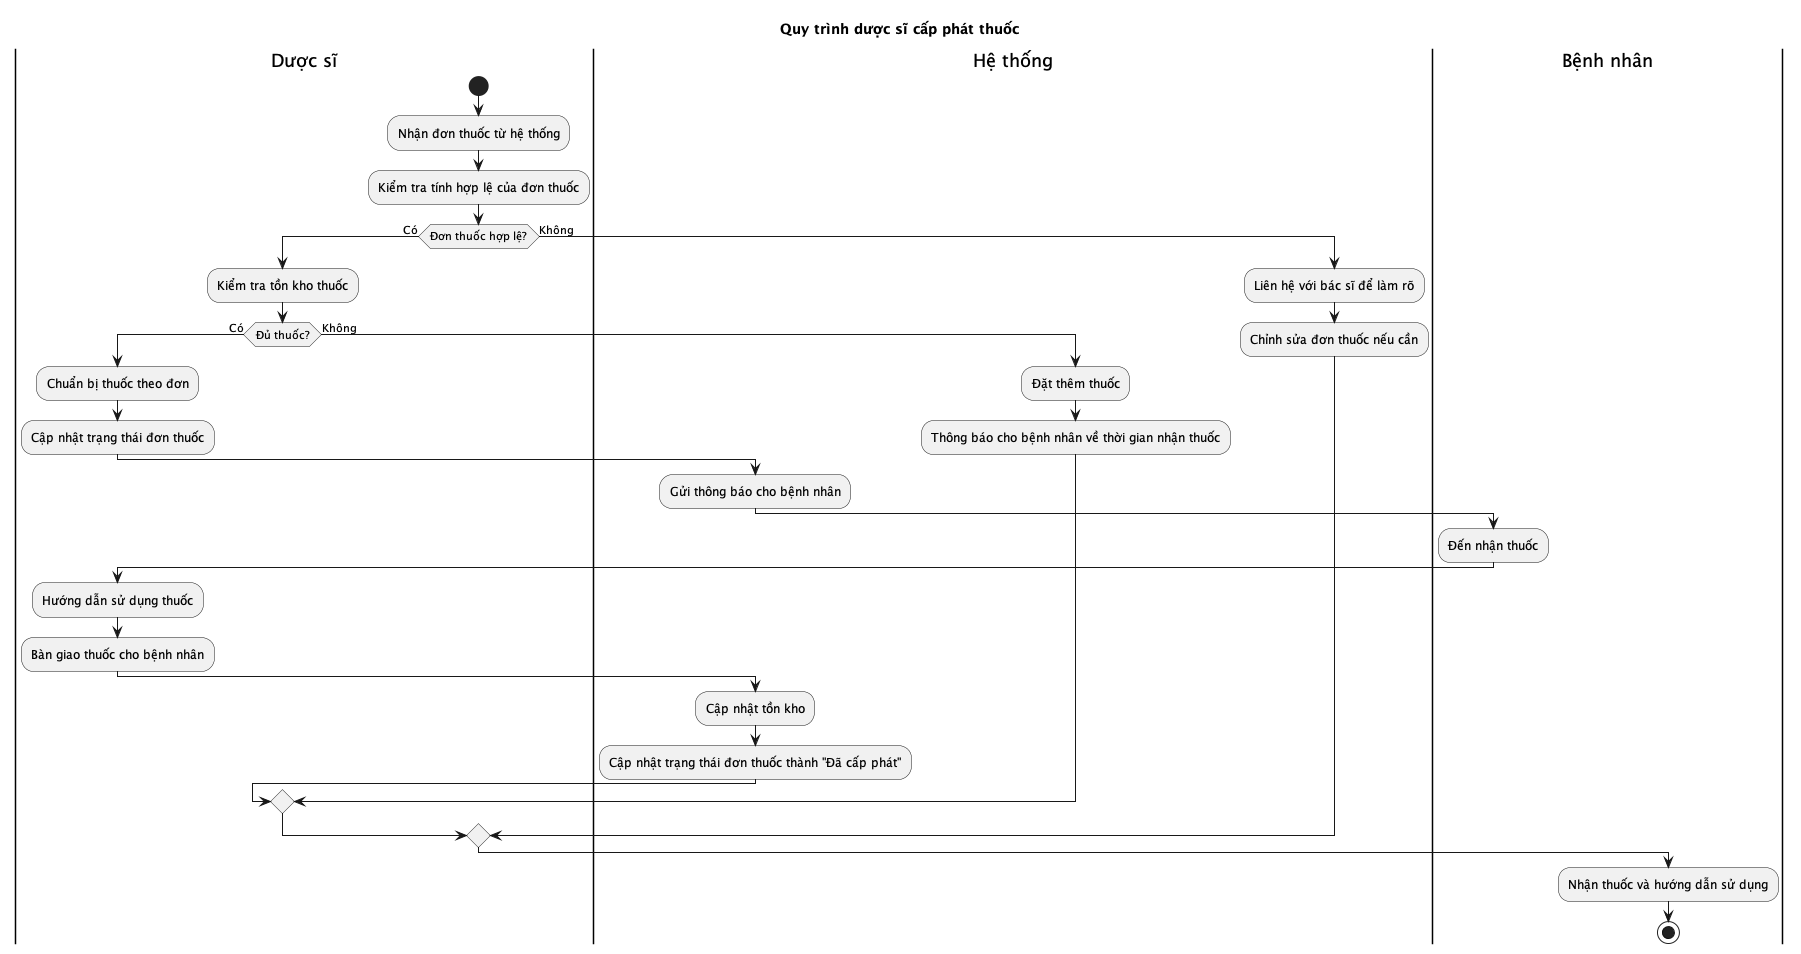 Quy trình dược sĩ cấp phát thuốc
Dược sĩ
Hệ thống
Bệnh nhân
Nhận đơn thuốc từ hệ thống
Kiểm tra tính hợp lệ của đơn thuốc
Có
Đơn thuốc hợp lệ?
Không
Kiểm tra tồn kho thuốc
Liên hệ với bác sĩ để làm rõ
Có
Đủ thuốc?
Không
Chỉnh sửa đơn thuốc nếu cần
Chuẩn bị thuốc theo đơn
Đặt thêm thuốc
Cập nhật trạng thái đơn thuốc
Thông báo cho bệnh nhân về thời gian nhận thuốc
Gửi thông báo cho bệnh nhân
Đến nhận thuốc
Hướng dẫn sử dụng thuốc
Bàn giao thuốc cho bệnh nhân
Cập nhật tồn kho
Cập nhật trạng thái đơn thuốc thành "Đã cấp phát"
Nhận thuốc và hướng dẫn sử dụng